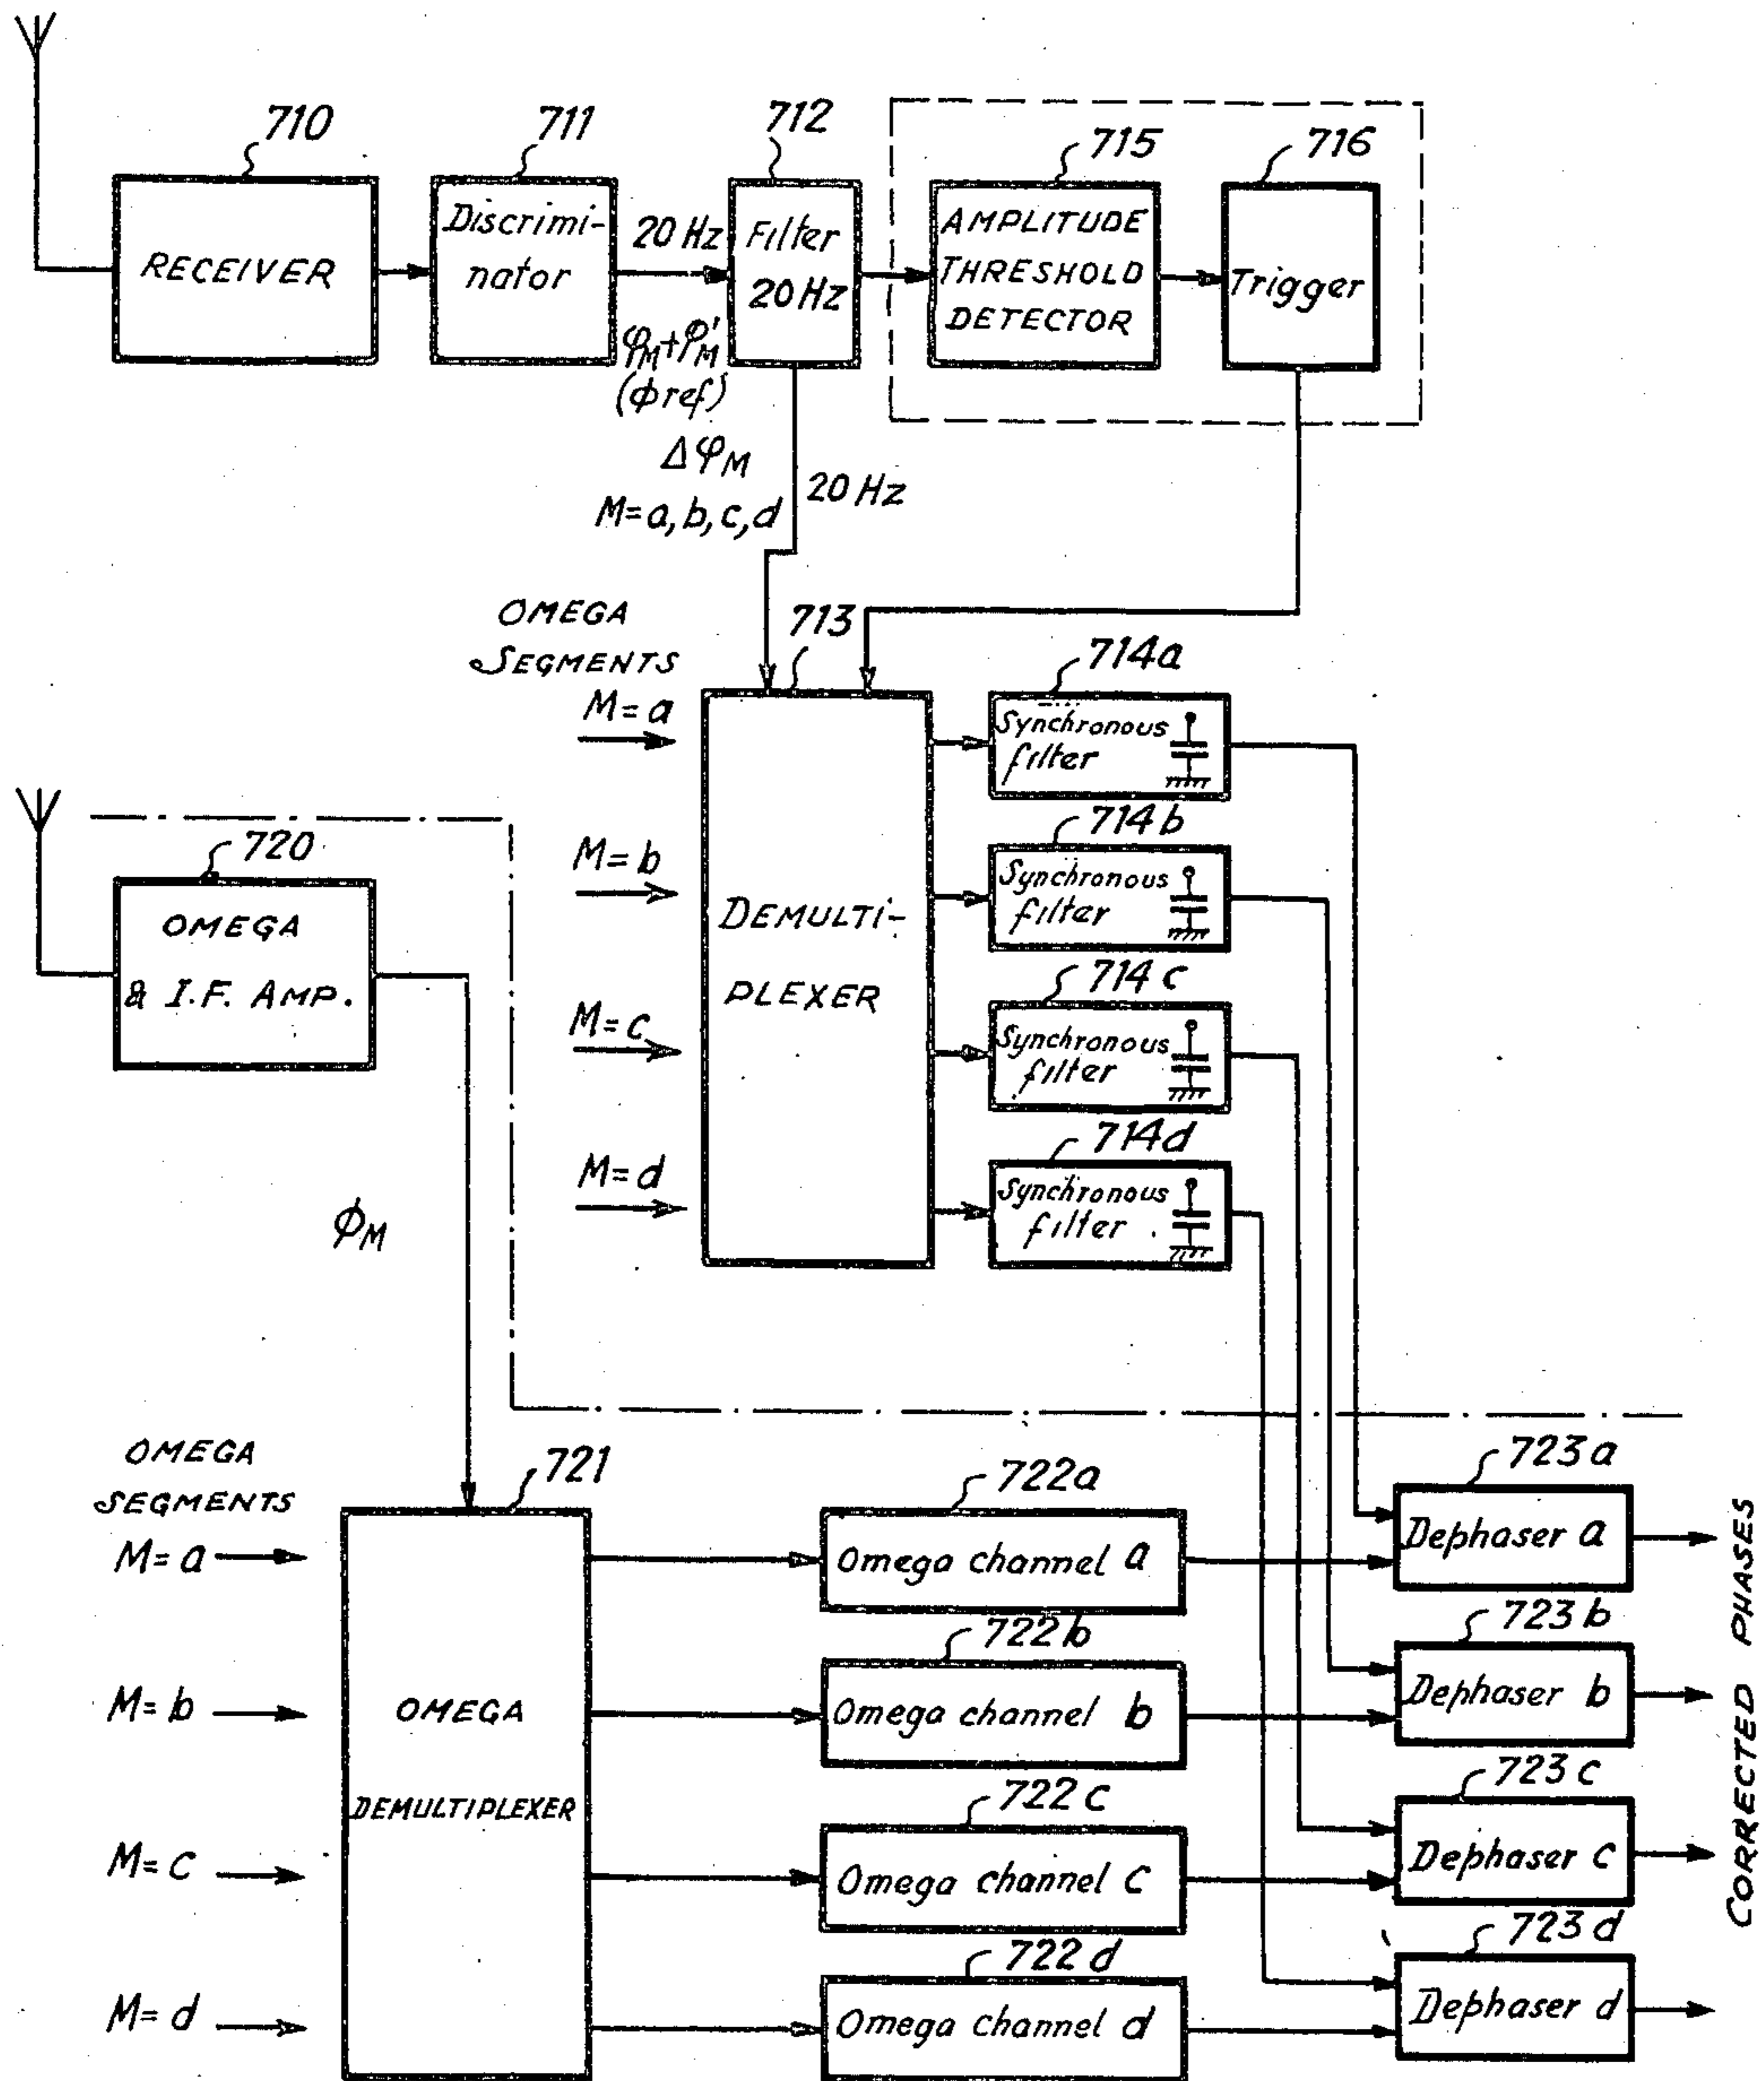 710
711
712
715
716
RECEIVER
Discrimi-
nator
20 Hz
φM+φ'M
(φref)
Filter
20 Hz
AMPLITUDE
THRESHOLD
DETECTOR
Trigger
ΔφM
M=a,b,c,d
20 Hz
OMEGA
SEGMENTS
713
M=a
M=b
M=c
M=d
DEMULTI-
PLEXER
714a
Synchronous
filter
714b
Synchronous
filter
714c
Synchronous
filter
714d
Synchronous
filter
720
OMEGA
& I.F. AMP.
ϕM
OMEGA
SEGMENTS
M=a
M=b
M=c
M=d
721
OMEGA
DEMULTIPLEXER
722a
Omega channel a
722b
Omega channel b
722c
Omega channel c
722d
Omega channel d
723a
Dephaser a
723b
Dephaser b
723c
Dephaser c
723d
Dephaser d
CORRECTED PHASES